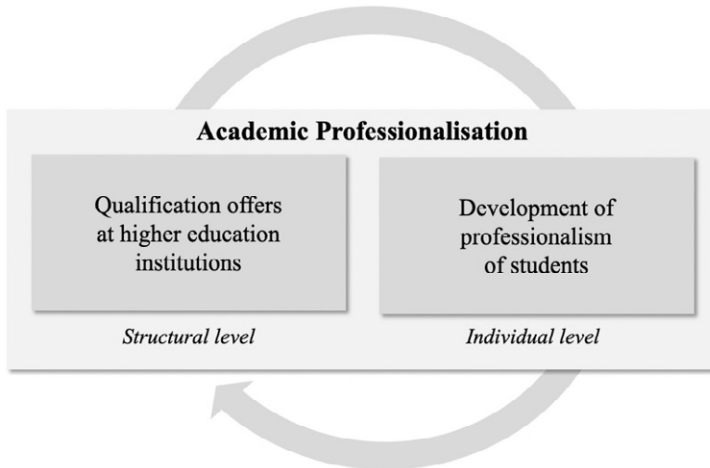 Academic Professionalisation
Qualification offers
at higher education
institutions
Development of
professionalism
of students
Structural level
Individual level